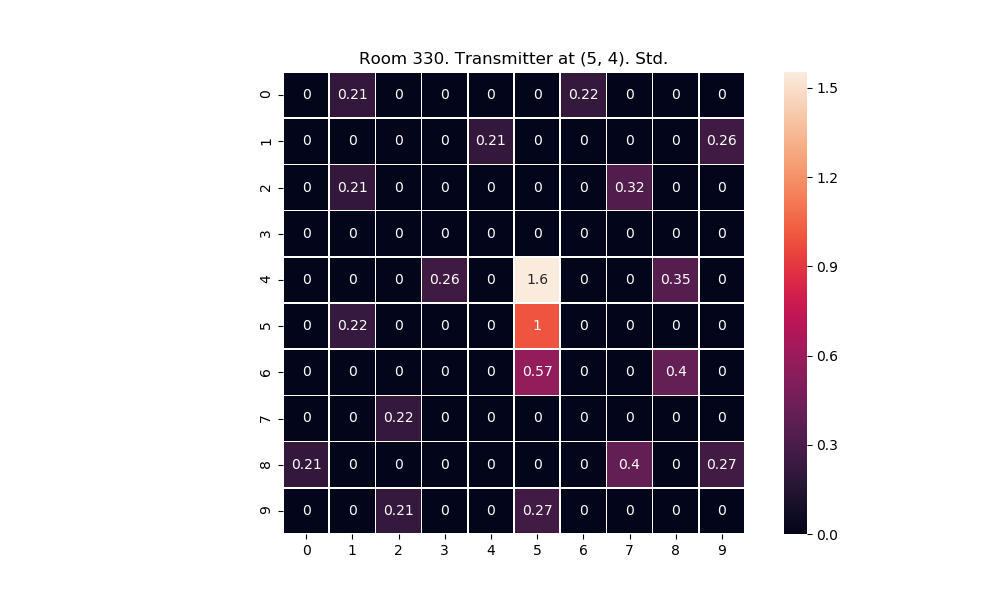 Room 330. Transmitter at (5, 4). Std.
0 0 0.21 0 0 0 0 0.22 0 0 0 1.5
1 0 0 0 0 0.21 0 0 0 0 0.26
2 0 0.21 0 0 0 0 0 0.32 0 0 1.2
3 0 0 0 0 0 0 0 0 0 0
4 0 0 0 0.26 0 1.6 0 0 0.35 0 0.9
5 0 0.22 0 0 0 1 0 0 0 0
6 0 0 0 0 0 0.57 0 0 0.4 0 0.6
7 0 0 0.22 0 0 0 0 0 0 0
8 0.21 0 0 0 0 0 0 0.4 0 0.27 0.3
9 0 0 0.21 0 0 0.27 0 0 0 0 0.0
0 1 2 3 4 5 6 7 8 9